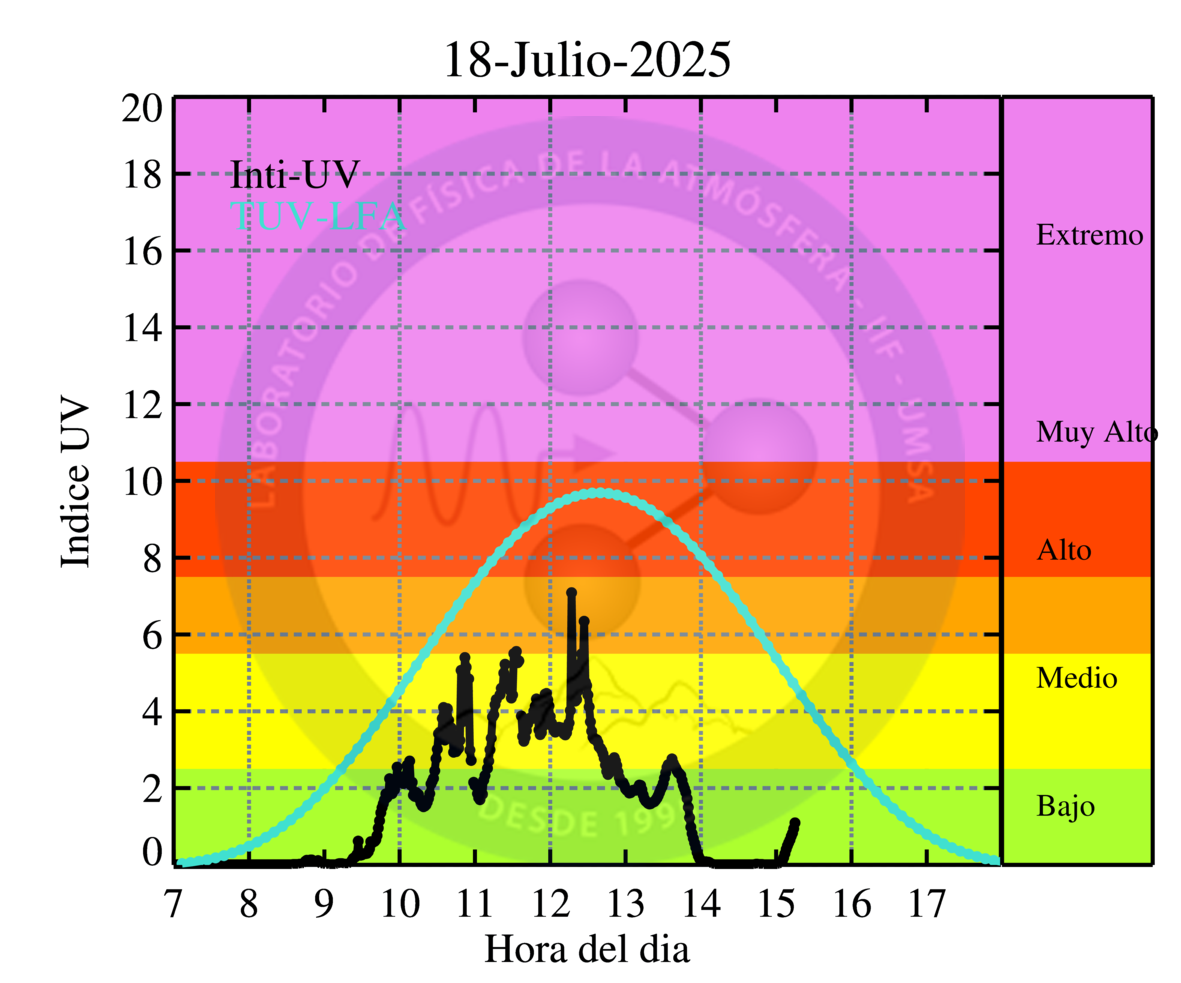 18-Julio-2025
20
18
16
14
12
10
8
6
4
2
0
Indice UV
Inti-UV
TUV-LFA
LABORATORIO DE FÍSICA DE LA ATMÓSFERA - IIF - UMSA
DESDE 199
Extremo
Muy Alto
Alto
Medio
Bajo
7 8 9 10 11 12 13 14 15 16 17
Hora del dia